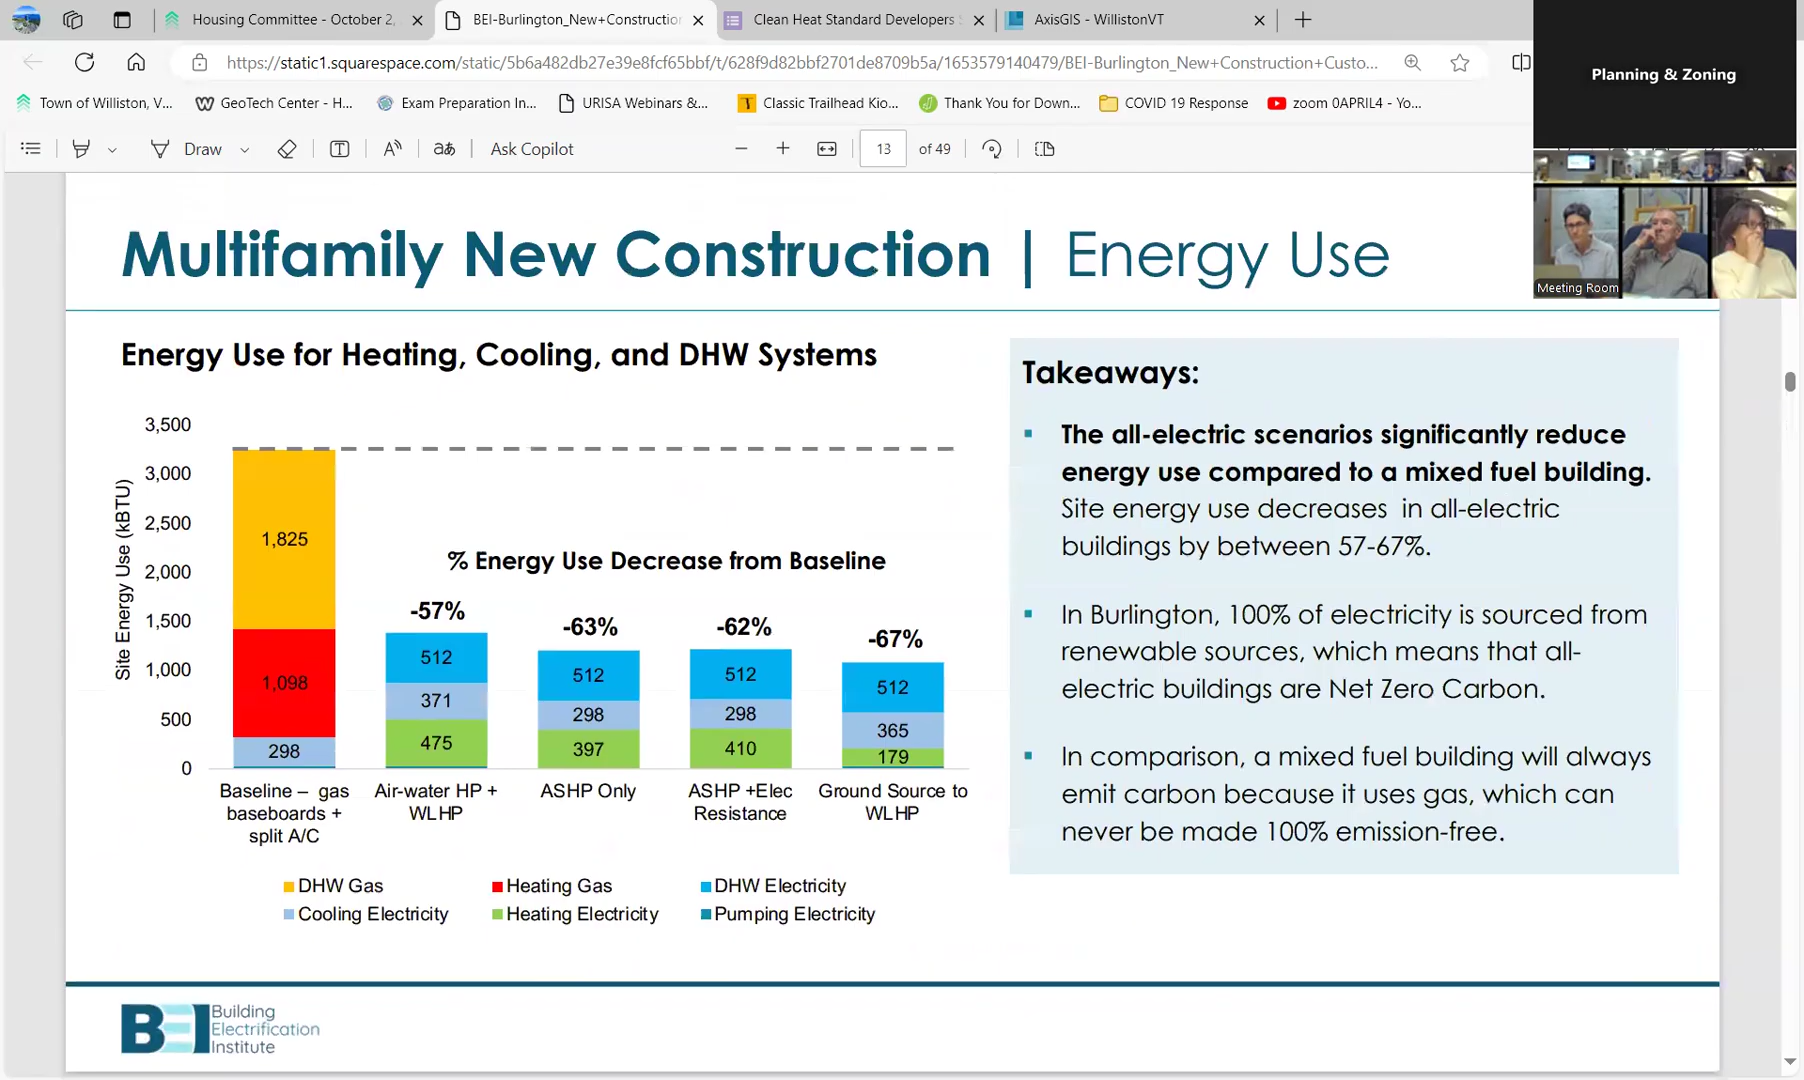 Housing Committee - October 2,
BEI-Burlington_New+Constructio
Clean Heat Standard Developers S
AxisGIS - WillistonVT
https://static1.squarespace.com/static/5b6a482db27e39e8fcf65bbf/t/628f9d82bbf2701de8709b5a/1653579140479/BEI-Burlington_New+Construction+Custo...
Town of Williston, V...
GeoTech Center - H...
Exam Preparation In...
URISA Webinars &...
Classic Trailhead Kio...
Thank You for Down...
COVID 19 Response
zoom 0APRIL4 - Yo...
Draw
Ask Copilot
13 of 49
Planning & Zoning
Meeting Room
Multifamily New Construction | Energy Use
Energy Use for Heating, Cooling, and DHW Systems
Site Energy Use (kBTU)
3,500
3,000
2,500
2,000
1,500
1,000
500
0
1,825
1,098
298
% Energy Use Decrease from Baseline
-57%
512
371
475
-63%
512
298
397
-62%
512
298
410
-67%
512
365
179
Baseline – gas
baseboards +
split A/C
Air-water HP +
WLHP
ASHP Only
ASHP +Elec
Resistance
Ground Source to
WLHP
DHW Gas
Heating Gas
DHW Electricity
Cooling Electricity
Heating Electricity
Pumping Electricity
Takeaways:
The all-electric scenarios significantly reduce
energy use compared to a mixed fuel building.
Site energy use decreases in all-electric
buildings by between 57-67%.
In Burlington, 100% of electricity is sourced from
renewable sources, which means that all-
electric buildings are Net Zero Carbon.
In comparison, a mixed fuel building will always
emit carbon because it uses gas, which can
never be made 100% emission-free.
BEI
Building
Electrification
Institute